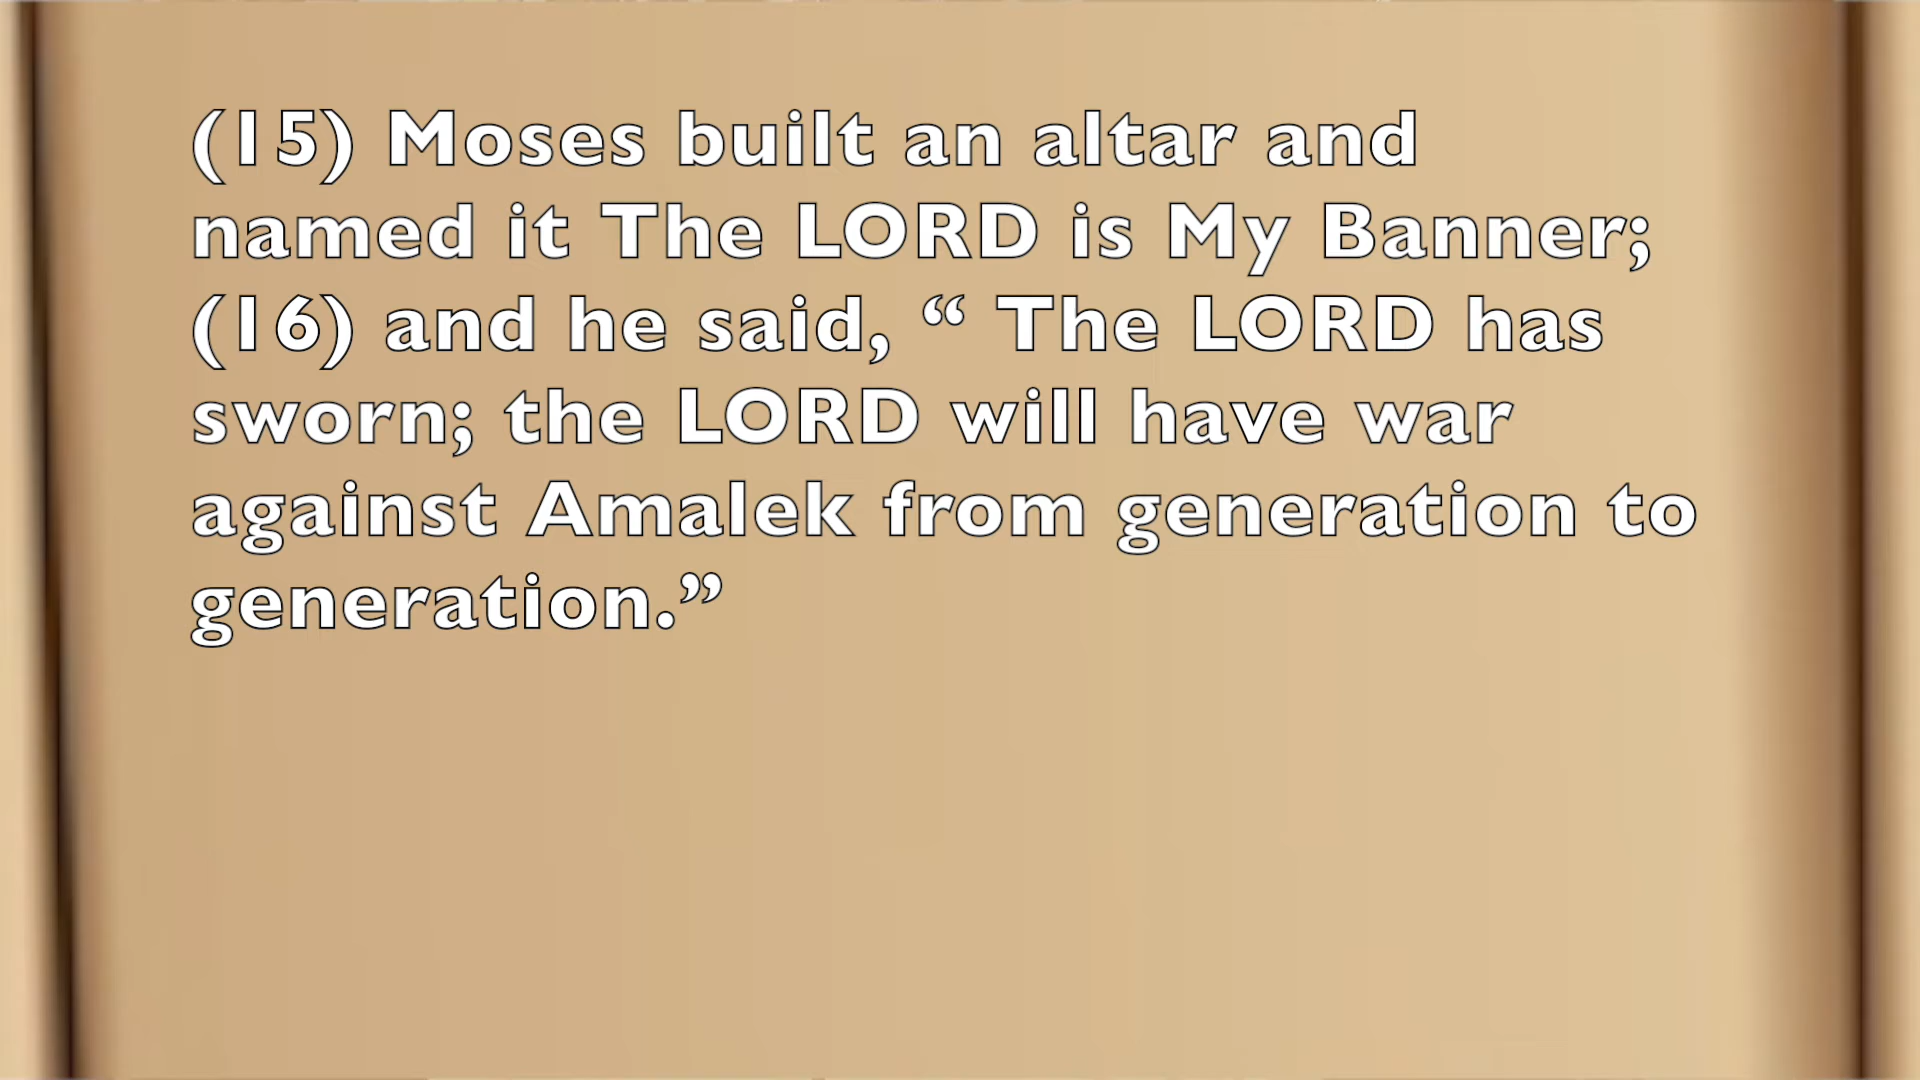 (15) Moses built an altar and
named it The LORD is My Banner;
(16) and he said, “ The LORD has
sworn; the LORD will have war
against Amalek from generation to
generation.”